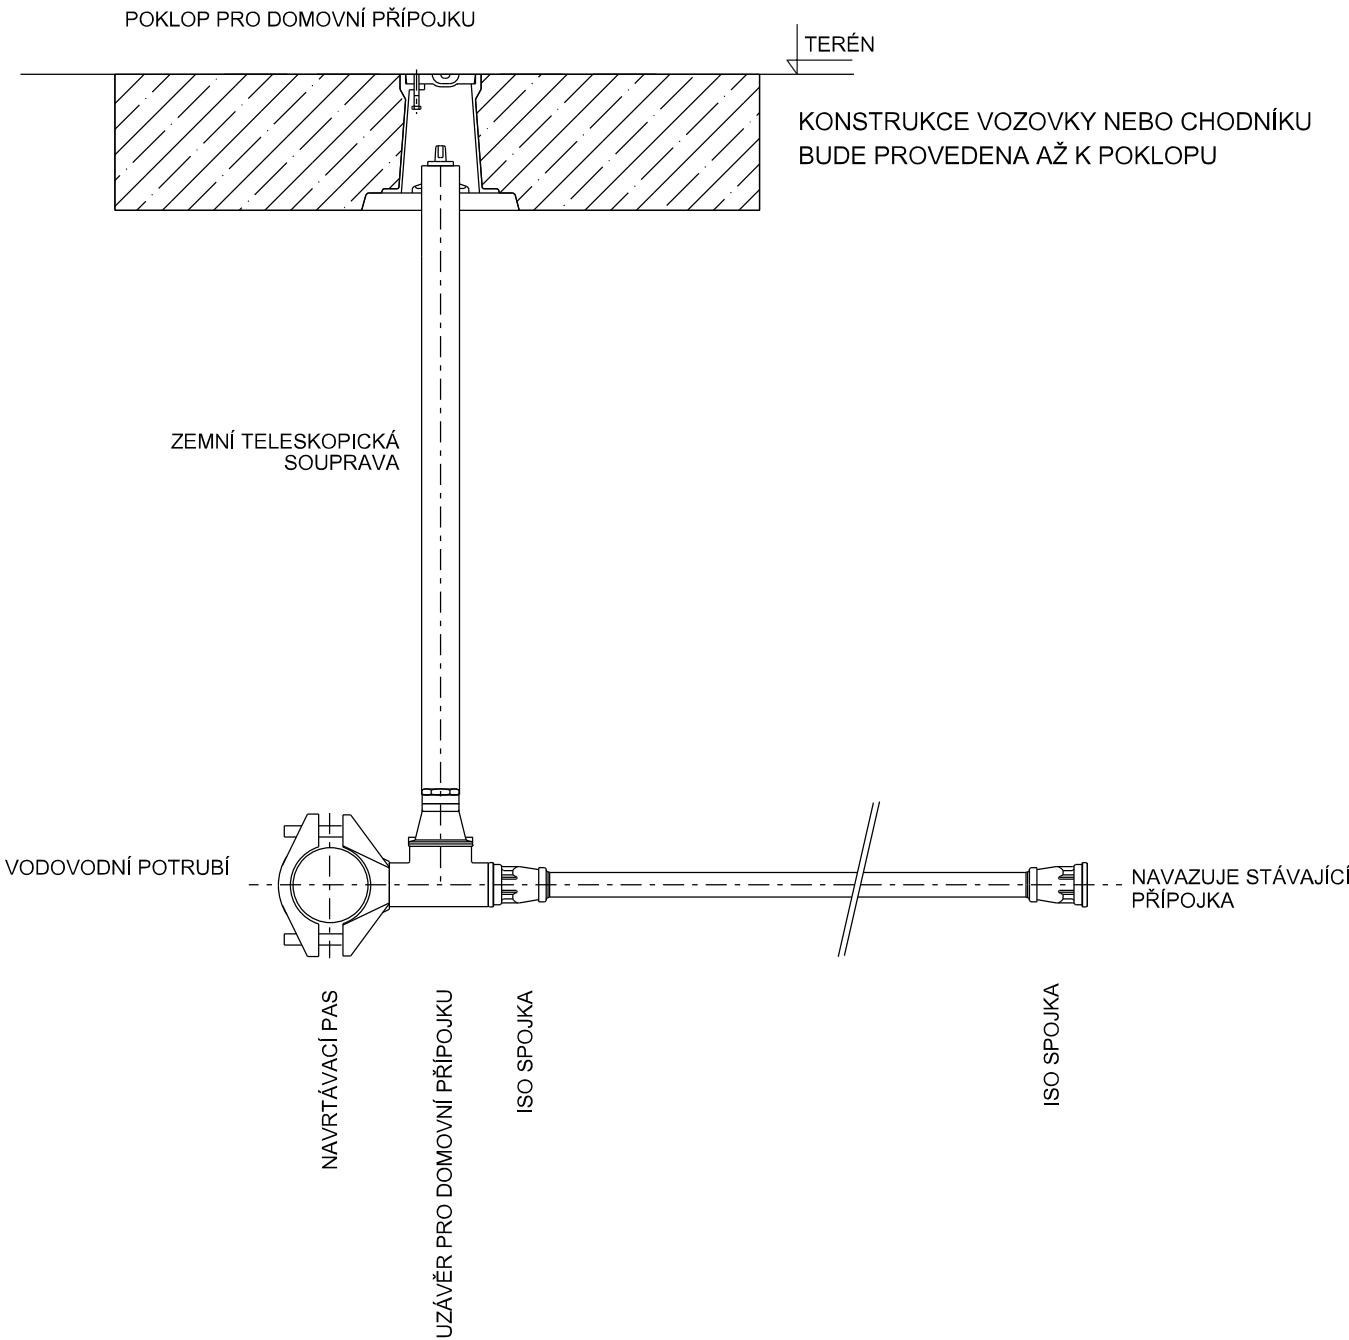 POKLOP PRO DOMOVNÍ PŘÍPOJKU
TERÉN
KONSTRUKCE VOZOVKY NEBO CHODNÍKU
BUDE PROVEDENA AŽ K POKLOPU
ZEMNÍ TELESKOPICKÁ
SOUPRAVA
VODOVODNÍ POTRUBÍ
NAVAZUJE STÁVAJÍCÍ
PŘÍPOJKA
NAVRTÁVACÍ PAS
UZÁVĚR PRO DOMOVNÍ PŘÍPOJKU
ISO SPOJKA
ISO SPOJKA